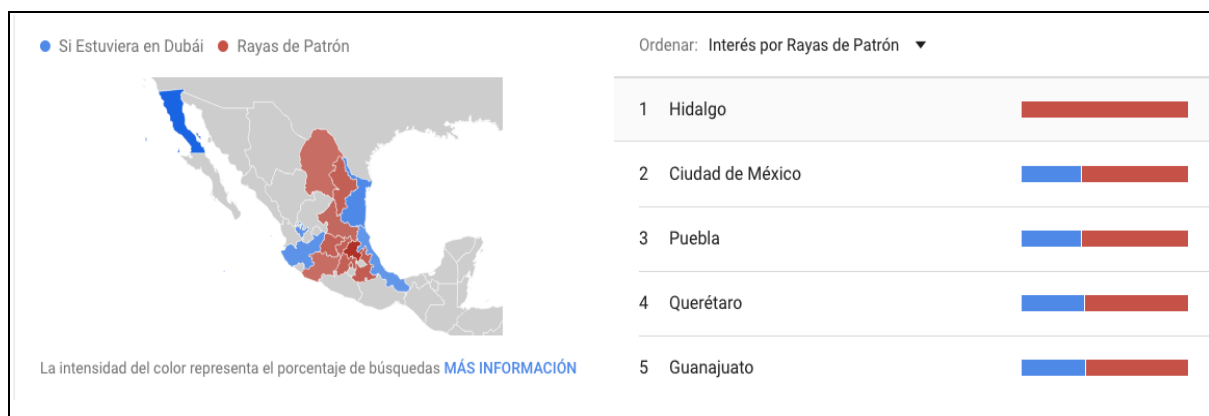 Si Estuviera en Dubái Rayas de Patrón
La intensidad del color representa el porcentaje de búsquedas MÁS INFORMACIÓN
Ordenar: Interés por Rayas de Patrón
1 Hidalgo
2 Ciudad de México
3 Puebla
4 Querétaro
5 Guanajuato